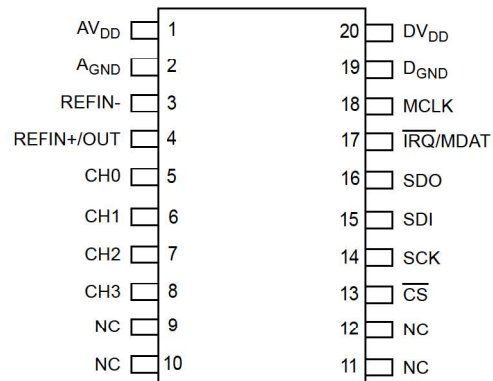 AVDD 1 20 DVDD
AGND 2 19 DGND
REFIN- 3 18 MCLK
REFIN+/OUT 4 17 IRQ/MDAT
CH0 5 16 SDO
CH1 6 15 SDI
CH2 7 14 SCK
CH3 8 13 CS
NC 9 12 NC
NC 10 11 NC